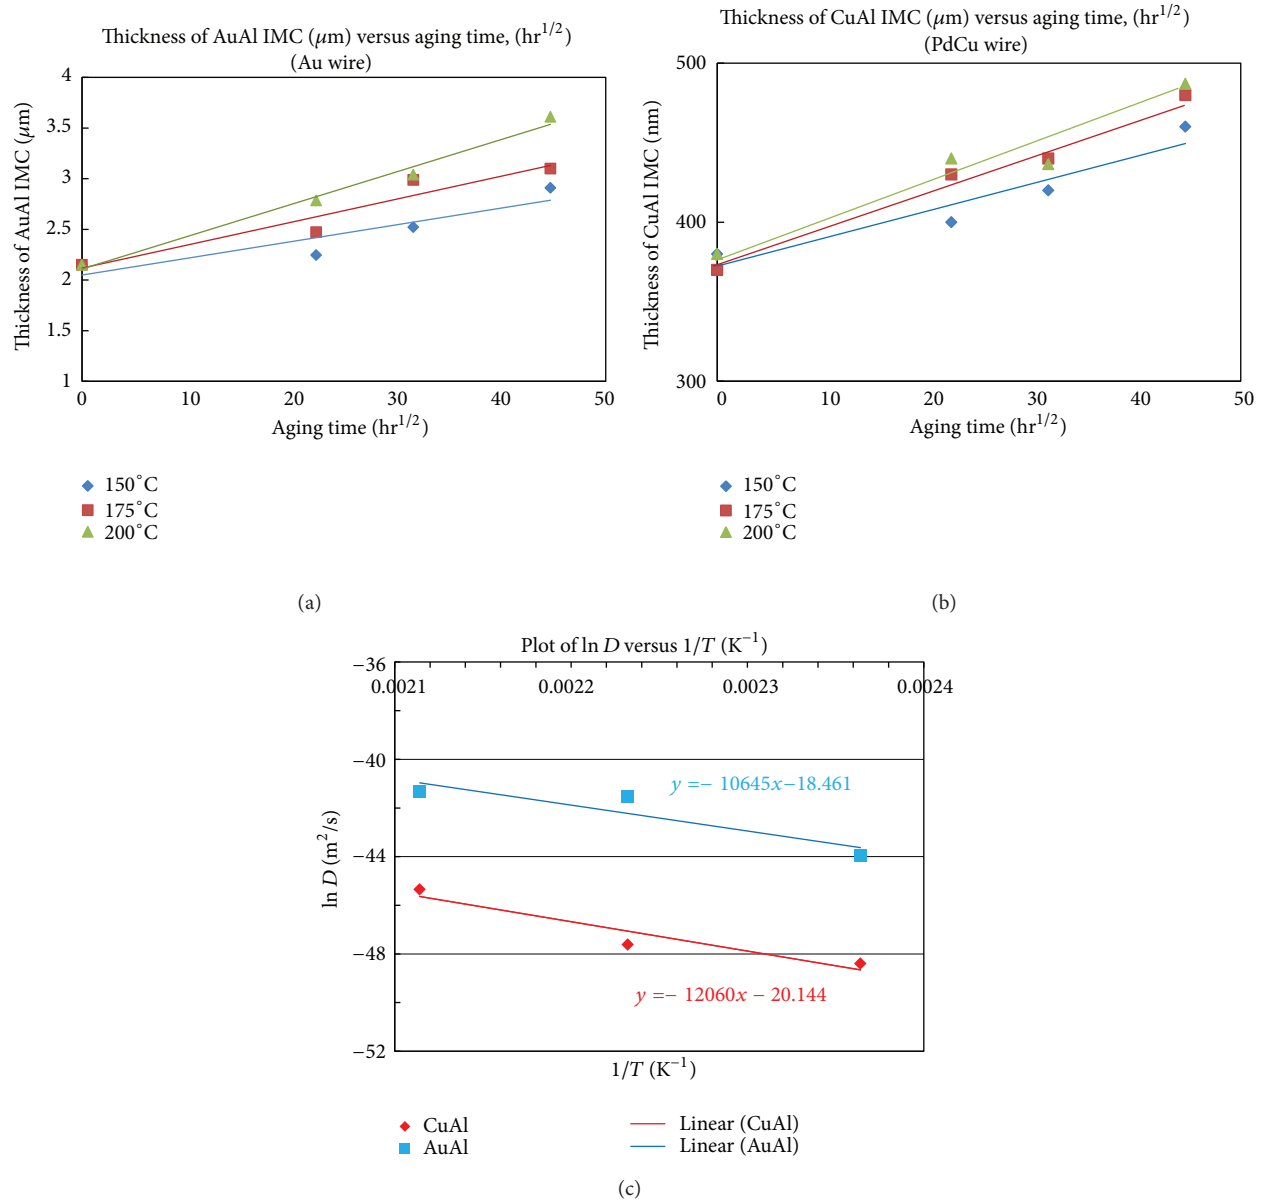 Thickness of AuAl IMC (μm) versus aging time, (hr^1/2)
(Au wire)
Thickness of AuAl IMC (μm)
4
3.5
3
2.5
2
1.5
1
0
20
30
40
50
10
Aging time (hr^1/2)
150°C
175°C
200°C
(a)
Thickness of CuAl IMC (μm) versus aging time, (hr^1/2)
(PdCu wire)
Thickness of CuAl IMC (nm)
500
400
300
0
10
20
30
40
50
Aging time (hr^1/2)
150°C
175°C
200°C
(b)
Plot of ln D versus 1/T (K^−1)
ln D (m^2/s)
−36
−40
−44
−48
−52
0.0021
0.0022
0.0023
0.0024
y =− 10645x−18.461
y =− 12060x − 20.144
1/T (K^−1)
CuAl
AuAl
Linear (CuAl)
Linear (AuAl)
(c)